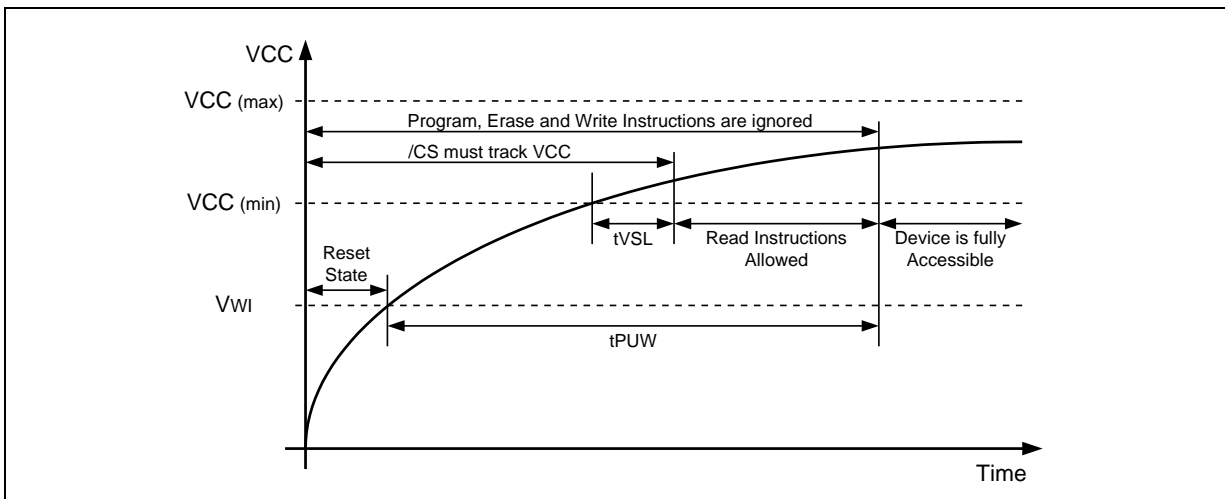 VCC
VCC (max)
Program, Erase and Write Instructions are ignored
/CS must track VCC
VCC (min)
tVSL
Read Instructions
Allowed
Device is fully
Accessible
Reset
State
VWI
tPUW
Time